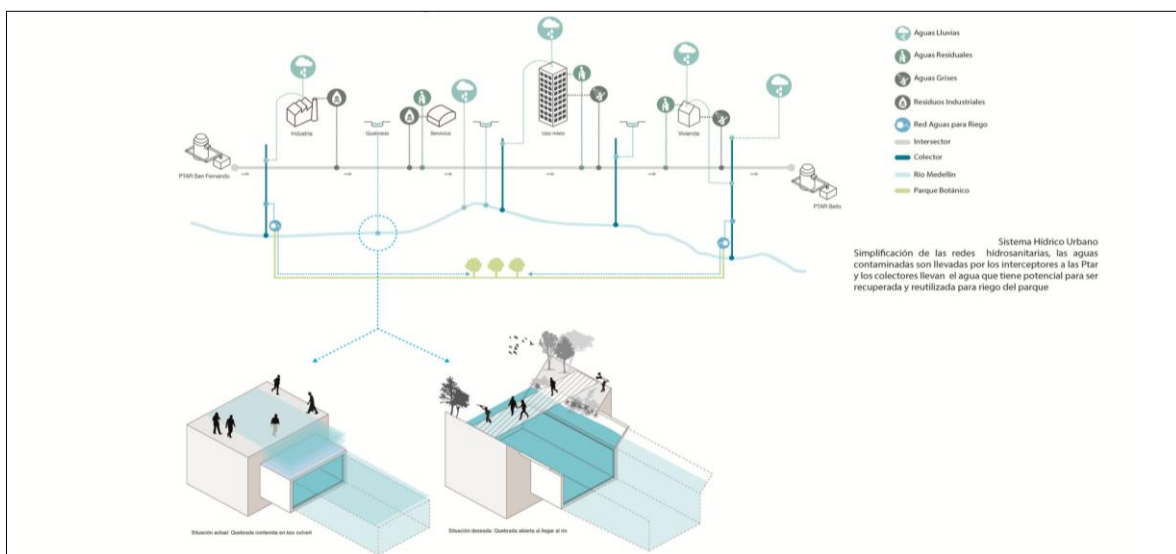 Aguas Lluvias
Aguas Residuales
Aguas Grises
Residuos Industriales
Red Aguas para Riego
Intersector
Colector
Río Medellín
Parque Botánico
Industria
Quebrada
Servicios
Uso mixto
Vivienda
PTAR San Fernando
PTAR Bello
Sistema Hídrico Urbano
Simplificación de las redes hidrosanitarias, las aguas
contaminadas son llevadas por los interceptores a las Ptar
y los colectores llevan el agua que tiene potencial para ser
recuperada y reutilizada para riego del parque
Situación actual: Quebrada contenida en box culvert
Situación deseada: Quebrada abierta al llegar al río